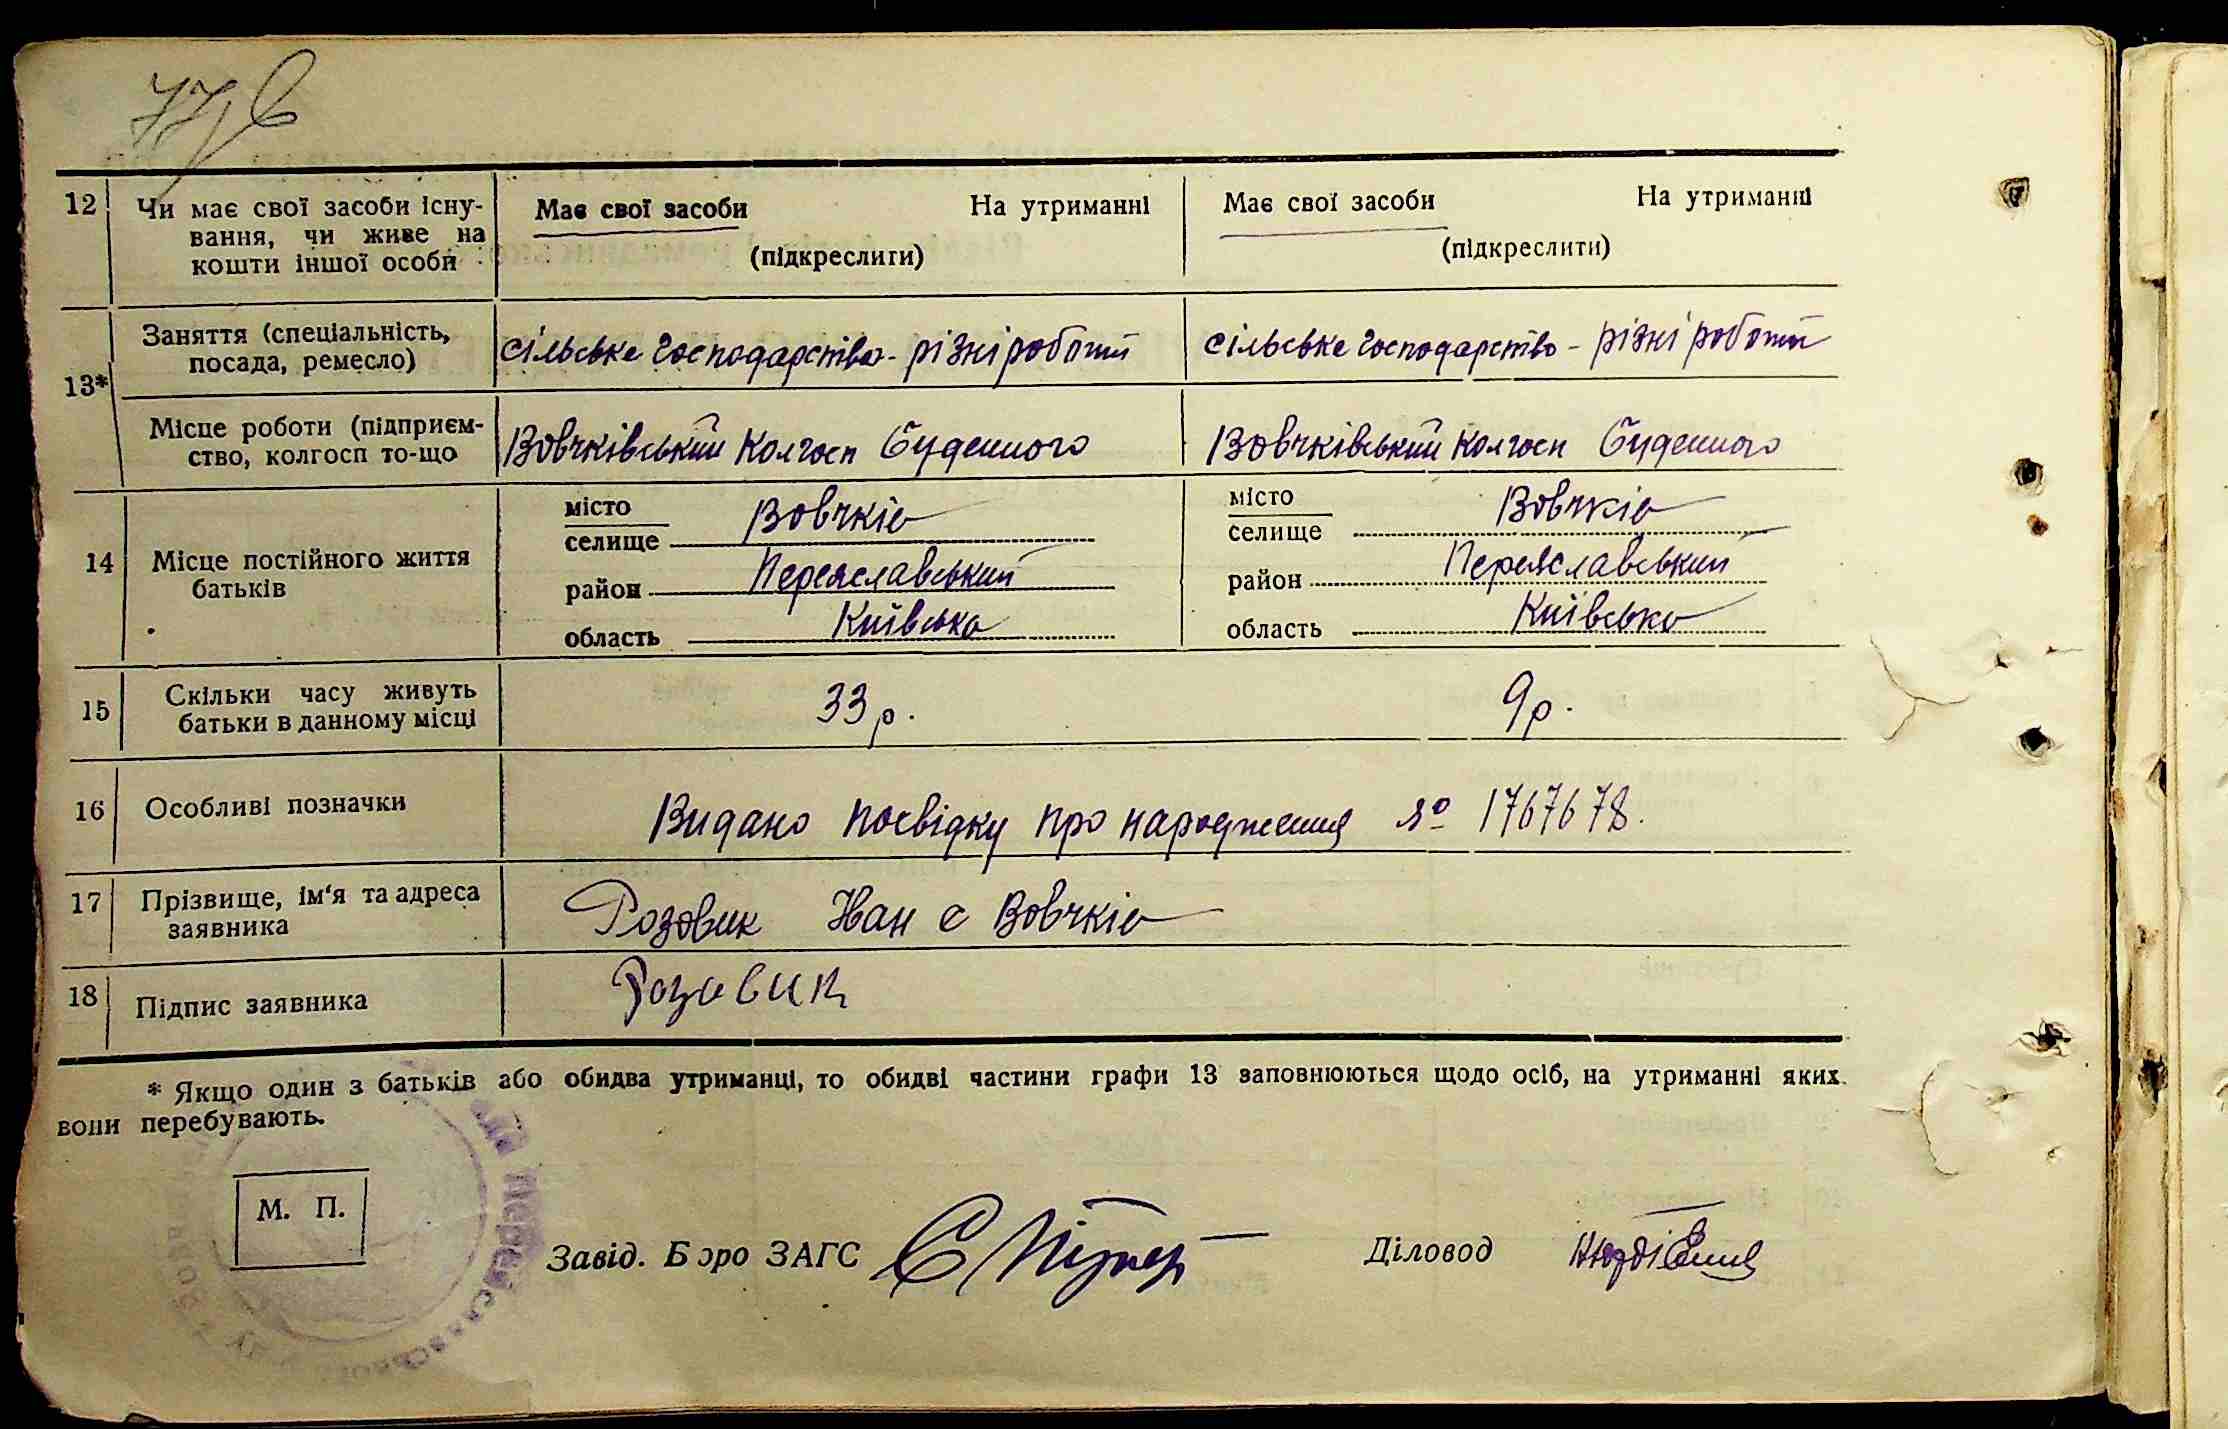 77
12 Чи має свої засоби існу- Має свої засоби На утриманні Має свої засоби На утриманні
вання, чи живе на (підкреслити) (підкреслити)
кошти іншої особи
13* Заняття (спеціальність, сільське господарство - різні роботи сільське господарство - різні роботи
посада, ремесло)
Місце роботи (підприєм- Вовчківський Колгосп Буденного Вовчківський Колгосп Буденного
ство, колгосп то-що
14 Місце постійного життя місто Вовчків місто Вовчків
батьків селище селище
район Переяславський район Переяславський
область Київська область Київська
15 Скільки часу живуть 33 р. 9 р.
батьки в данному місці
16 Особливі позначки Видано посвідку про народження № 1767678.
17 Прізвище, ім'я та адреса Розовик Іван с Вовчків
заявника
18 Підпис заявника Розовик
* Якщо один з батьків або обидва утриманці, то обидві частини графи 13 заповнюються щодо осіб, на утриманні яких
вони перебувають.
М. П.
Завід. Бюро ЗАГС Діловод